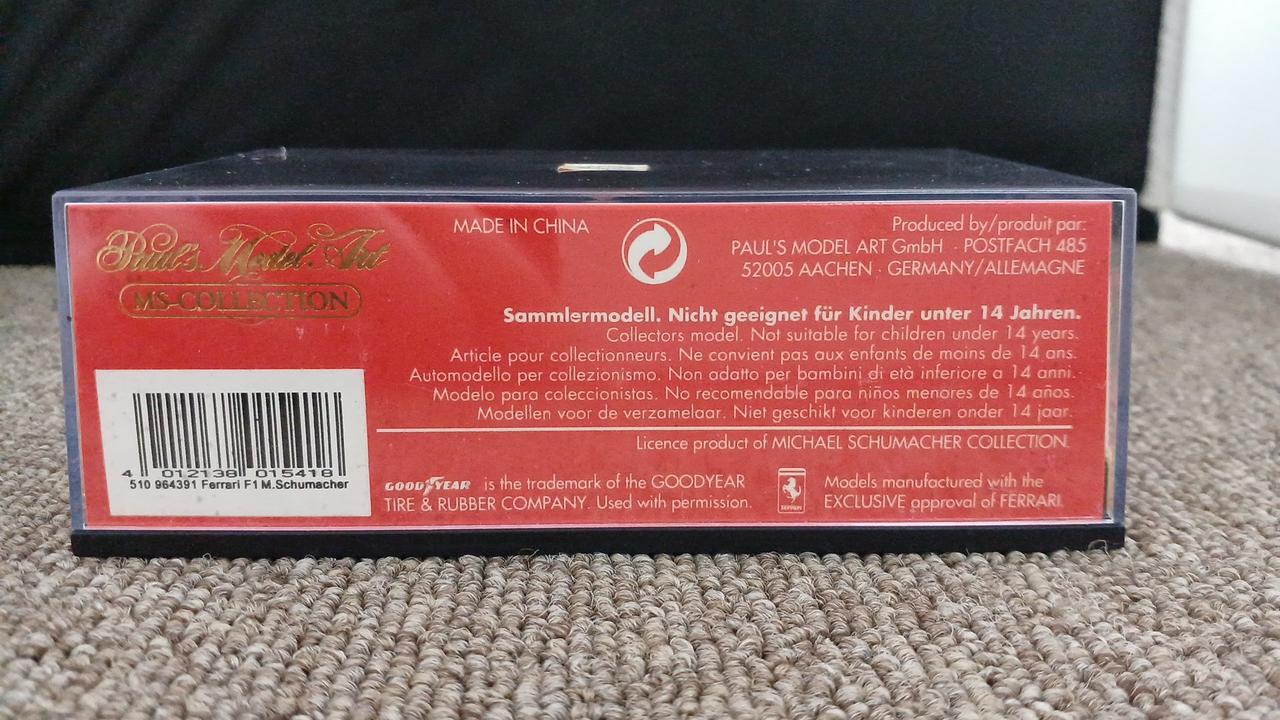 Paul's Model Art
MS-COLLECTION
MADE IN CHINA
Produced by/produit par:
PAUL'S MODEL ART GmbH · POSTFACH 485
52005 AACHEN · GERMANY/ALLEMAGNE
Sammlermodell. Nicht geeignet für Kinder unter 14 Jahren.
Collectors model. Not suitable for children under 14 years.
Article pour collectionneurs. Ne convient pas aux enfants de moins de 14 ans.
Automodello per collezionismo. Non adatto per bambini di età inferiore a 14 anni.
Modelo para coleccionistas. No recomendable para niños menores de 14 años.
Modellen voor de verzamelaar. Niet geschikt voor kinderen onder 14 jaar.
Licence product of MICHAEL SCHUMACHER COLLECTION.
4 012138 015418
510 964391 Ferrari F1 M.Schumacher
GOODYEAR is the trademark of the GOODYEAR
TIRE & RUBBER COMPANY. Used with permission.
FERRARI
Models manufactured with the
EXCLUSIVE approval of FERRARI.